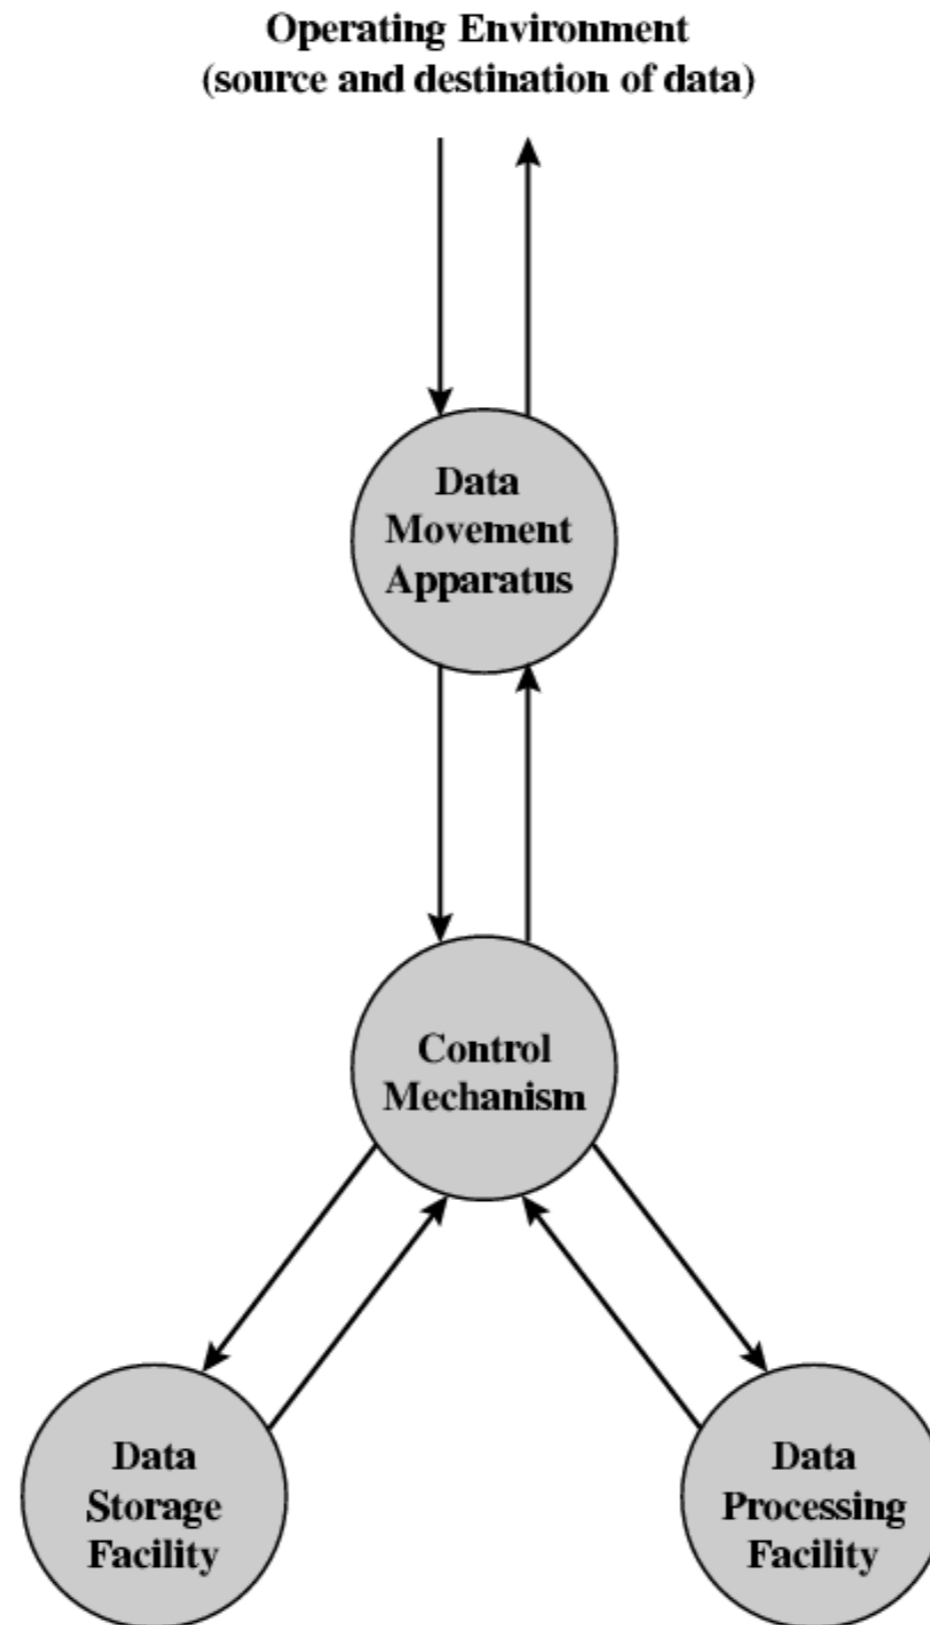 Operating Environment
(source and destination of data)
Data
Movement
Apparatus
Control
Mechanism
Data
Storage
Facility
Data
Processing
Facility